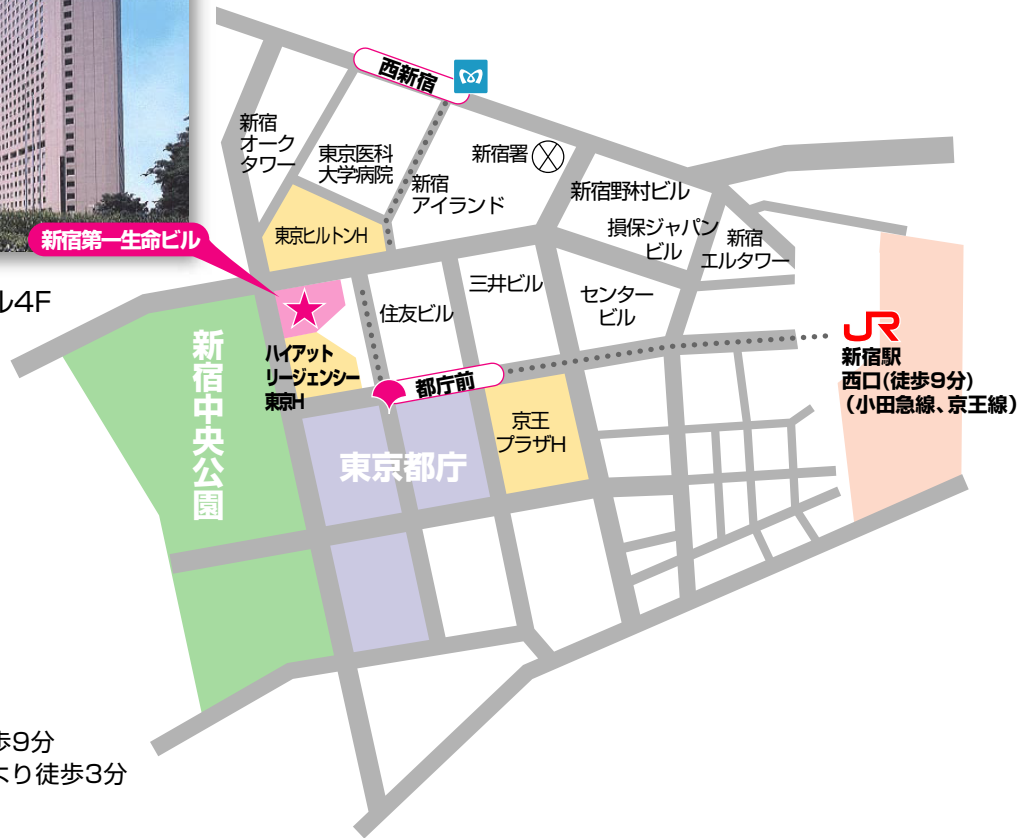 西新宿
新宿
オーク
タワー
東京医科
大学病院
新宿署
新宿
アイランド
新宿野村ビル
損保ジャパン
ビル
新宿
エルタワー
東京ヒルトンH
新宿第一生命ビル
ル4F
三井ビル
住友ビル
センター
ビル
JR
新宿駅
西口(徒歩9分)
(小田急線、京王線)
ハイアット
リージェンシー
東京H
都庁前
新宿中央公園
京王
プラザH
東京都庁
歩9分
より徒歩3分